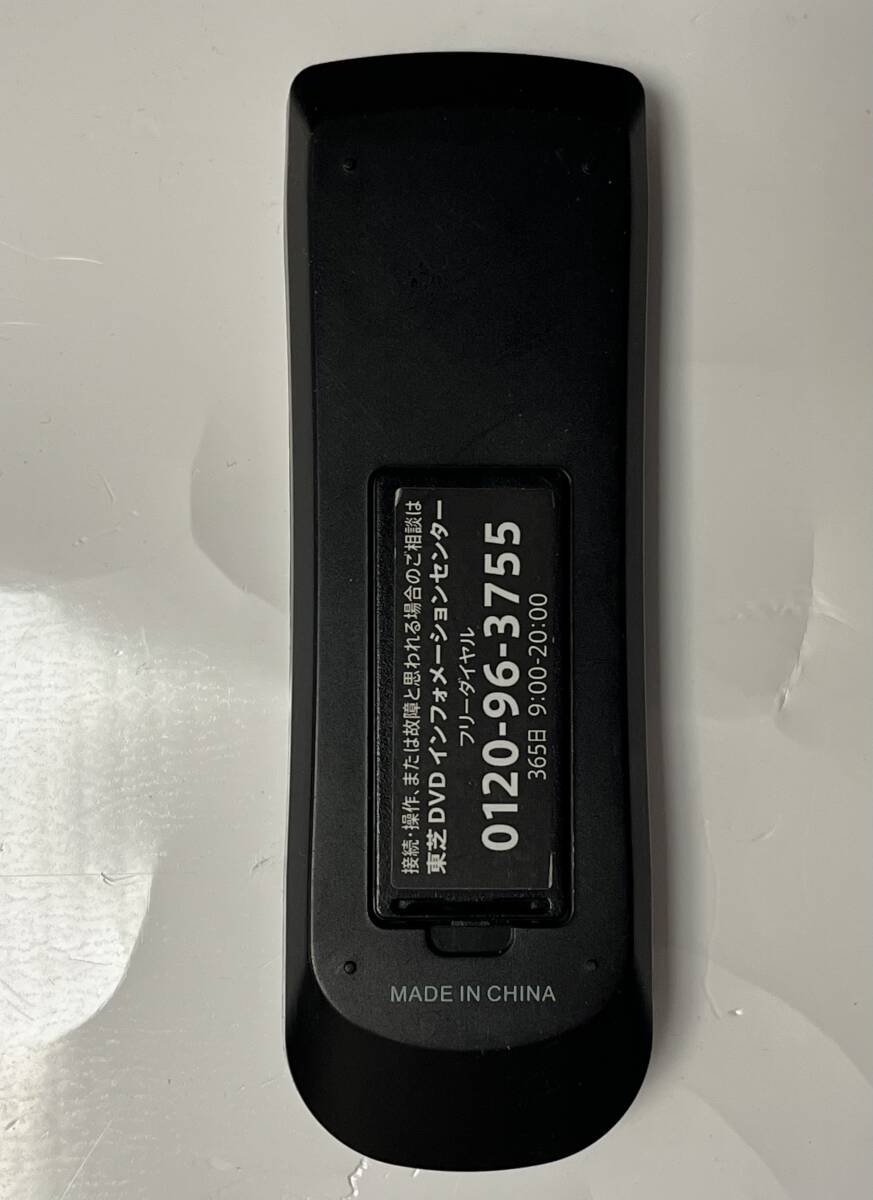 接続・操作、または故障と思われる場合のご相談は
東芝DVDインフォメーションセンター
フリーダイヤル
0120-96-3755
365日 9:00-20:00
MADE IN CHINA